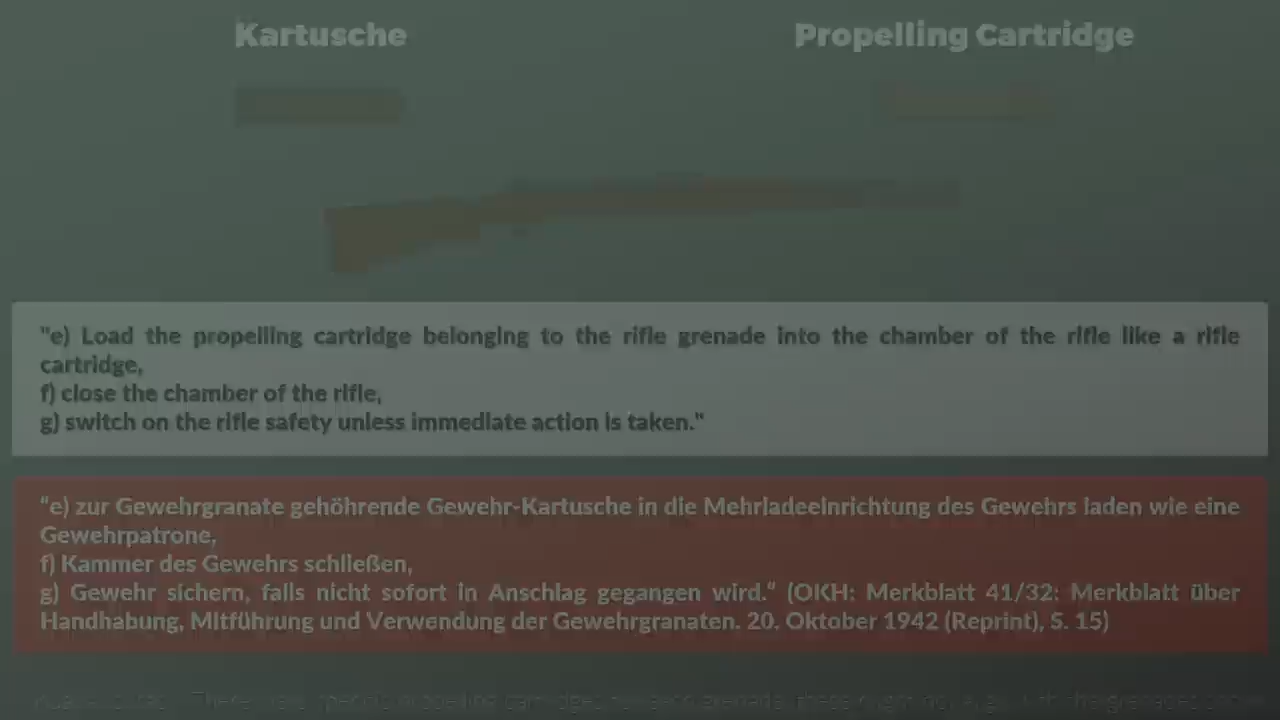 Kartusche
Propelling Cartridge
"e) Load the propelling cartridge belonging to the rifle grenade into the chamber of the rifle like a rifle
cartridge,
f) close the chamber of the rifle,
g) switch on the rifle safety unless immediate action is taken."
“e) zur Gewehrgranate gehöhrende Gewehr-Kartusche in die Mehrladeeinrichtung des Gewehrs laden wie eine
Gewehrpatrone,
f) Kammer des Gewehrs schließen,
g) Gewehr sichern, falls nicht sofort in Anschlag gegangen wird.“ (OKH: Merkblatt 41/32: Merkblatt über
Handhabung, Mitführung und Verwendung der Gewehrgranaten. 20. Oktober 1942 (Reprint), S. 15)